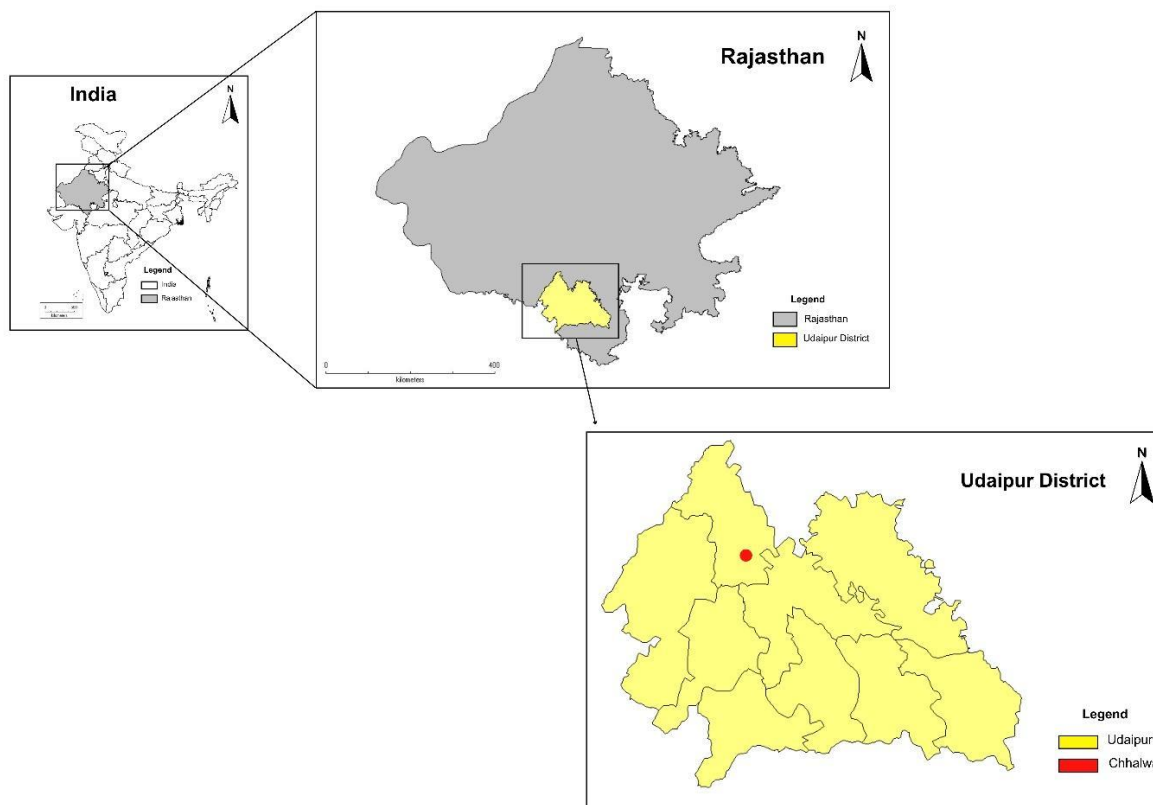 India
N
Legend
India
Rajasthan
Rajasthan
N
Legend
Rajasthan
Udaipur District
0
400
kilometers
Udaipur District
N
Legend
Udaipur
Chhalwa